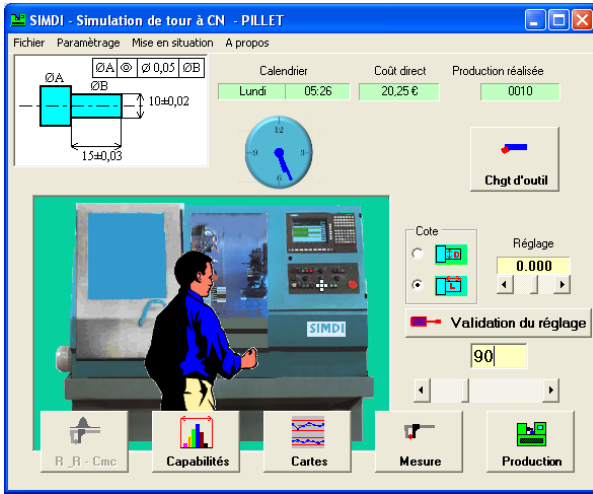 SIMDI - Simulation de tour à CN - PILLET
Fichier Paramètrage Mise en situation A propos
ØA ◎ Ø 0,05 ØB
ØA
ØB
10±0,02
15±0,03
Calendrier Coût direct Production réalisée
Lundi 05:26 20,25 € 0010
12
9 3
6
Chgt d'outil
Cote
D
L
Réglage
0.000
SIMDI
Validation du réglage
90
R_R - Cmc Capabilités Cartes Mesure Production